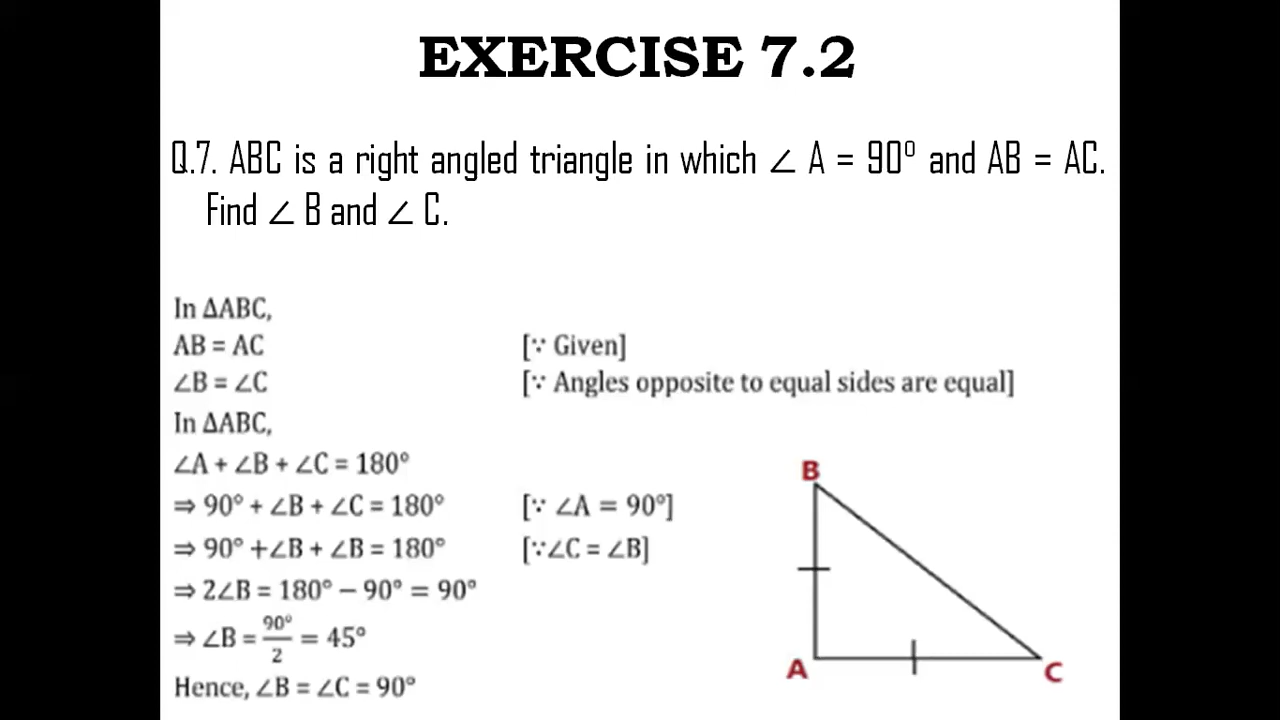 EXERCISE 7.2
Q.7. ABC is a right angled triangle in which ∠ A = 90º and AB = AC.
Find ∠ B and ∠ C.
In ΔABC,
AB = AC [∵ Given]
∠B = ∠C [∵ Angles opposite to equal sides are equal]
In ΔABC,
∠A + ∠B + ∠C = 180°
⇒ 90° + ∠B + ∠C = 180° [∵ ∠A = 90°]
⇒ 90° +∠B + ∠B = 180° [∵∠C = ∠B]
⇒ 2∠B = 180° − 90° = 90°
⇒ ∠B = 90°/2 = 45°
Hence, ∠B = ∠C = 90°
B
A
C